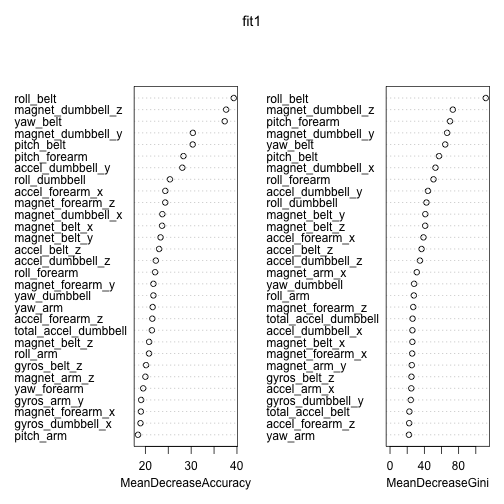 fit1
roll_belt
magnet_dumbbell_z
yaw_belt
magnet_dumbbell_y
pitch_belt
pitch_forearm
accel_dumbbell_y
roll_dumbbell
accel_forearm_x
magnet_forearm_z
magnet_dumbbell_x
magnet_belt_x
magnet_belt_y
accel_belt_z
accel_dumbbell_z
roll_forearm
magnet_forearm_y
yaw_dumbbell
yaw_arm
accel_forearm_z
total_accel_dumbbell
magnet_belt_z
roll_arm
gyros_belt_z
magnet_arm_z
yaw_forearm
gyros_arm_y
magnet_forearm_x
gyros_dumbbell_x
pitch_arm
20 30 40
MeanDecreaseAccuracy
roll_belt
magnet_dumbbell_z
pitch_forearm
magnet_dumbbell_y
yaw_belt
pitch_belt
magnet_dumbbell_x
roll_forearm
accel_dumbbell_y
roll_dumbbell
magnet_belt_y
magnet_belt_z
accel_forearm_x
accel_belt_z
accel_dumbbell_z
magnet_arm_x
yaw_dumbbell
roll_arm
magnet_forearm_z
total_accel_dumbbell
accel_dumbbell_x
magnet_belt_x
magnet_forearm_x
magnet_arm_y
gyros_belt_z
accel_arm_x
gyros_dumbbell_y
total_accel_belt
accel_forearm_z
yaw_arm
0 40 80
MeanDecreaseGini